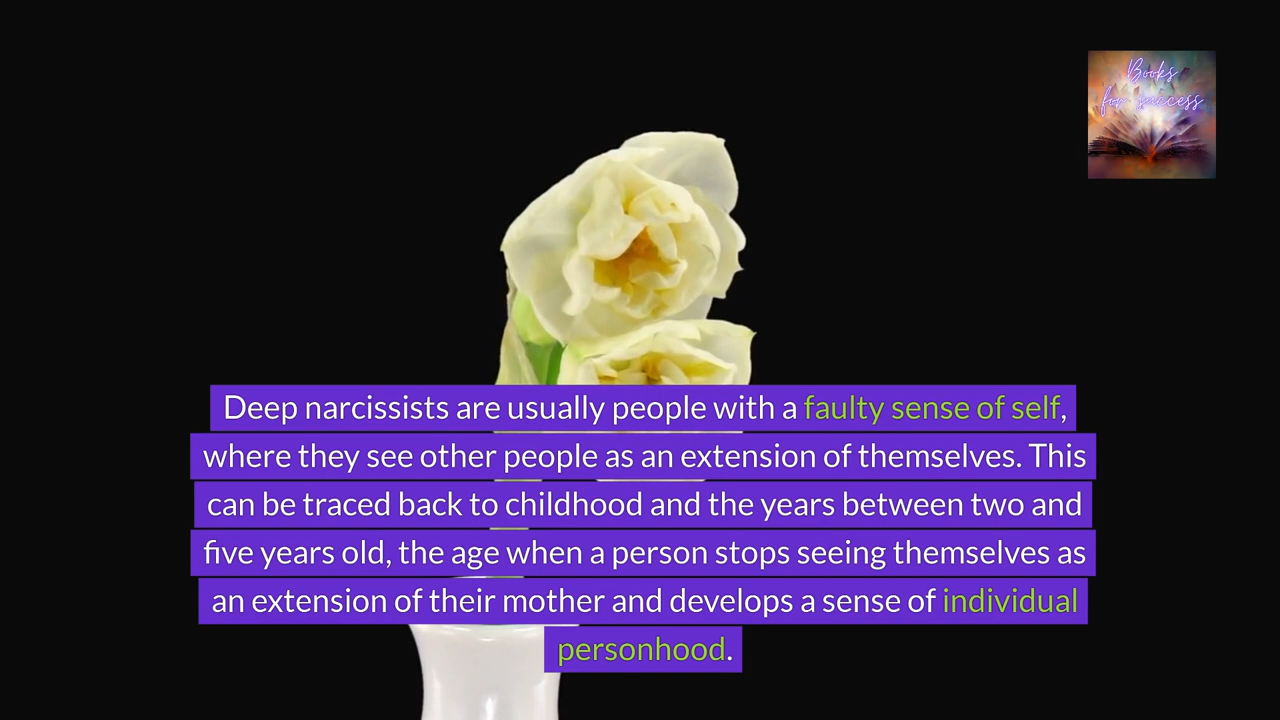 Books
for success
Deep narcissists are usually people with a faulty sense of self,
where they see other people as an extension of themselves. This
can be traced back to childhood and the years between two and
five years old, the age when a person stops seeing themselves as
an extension of their mother and develops a sense of individual
personhood.